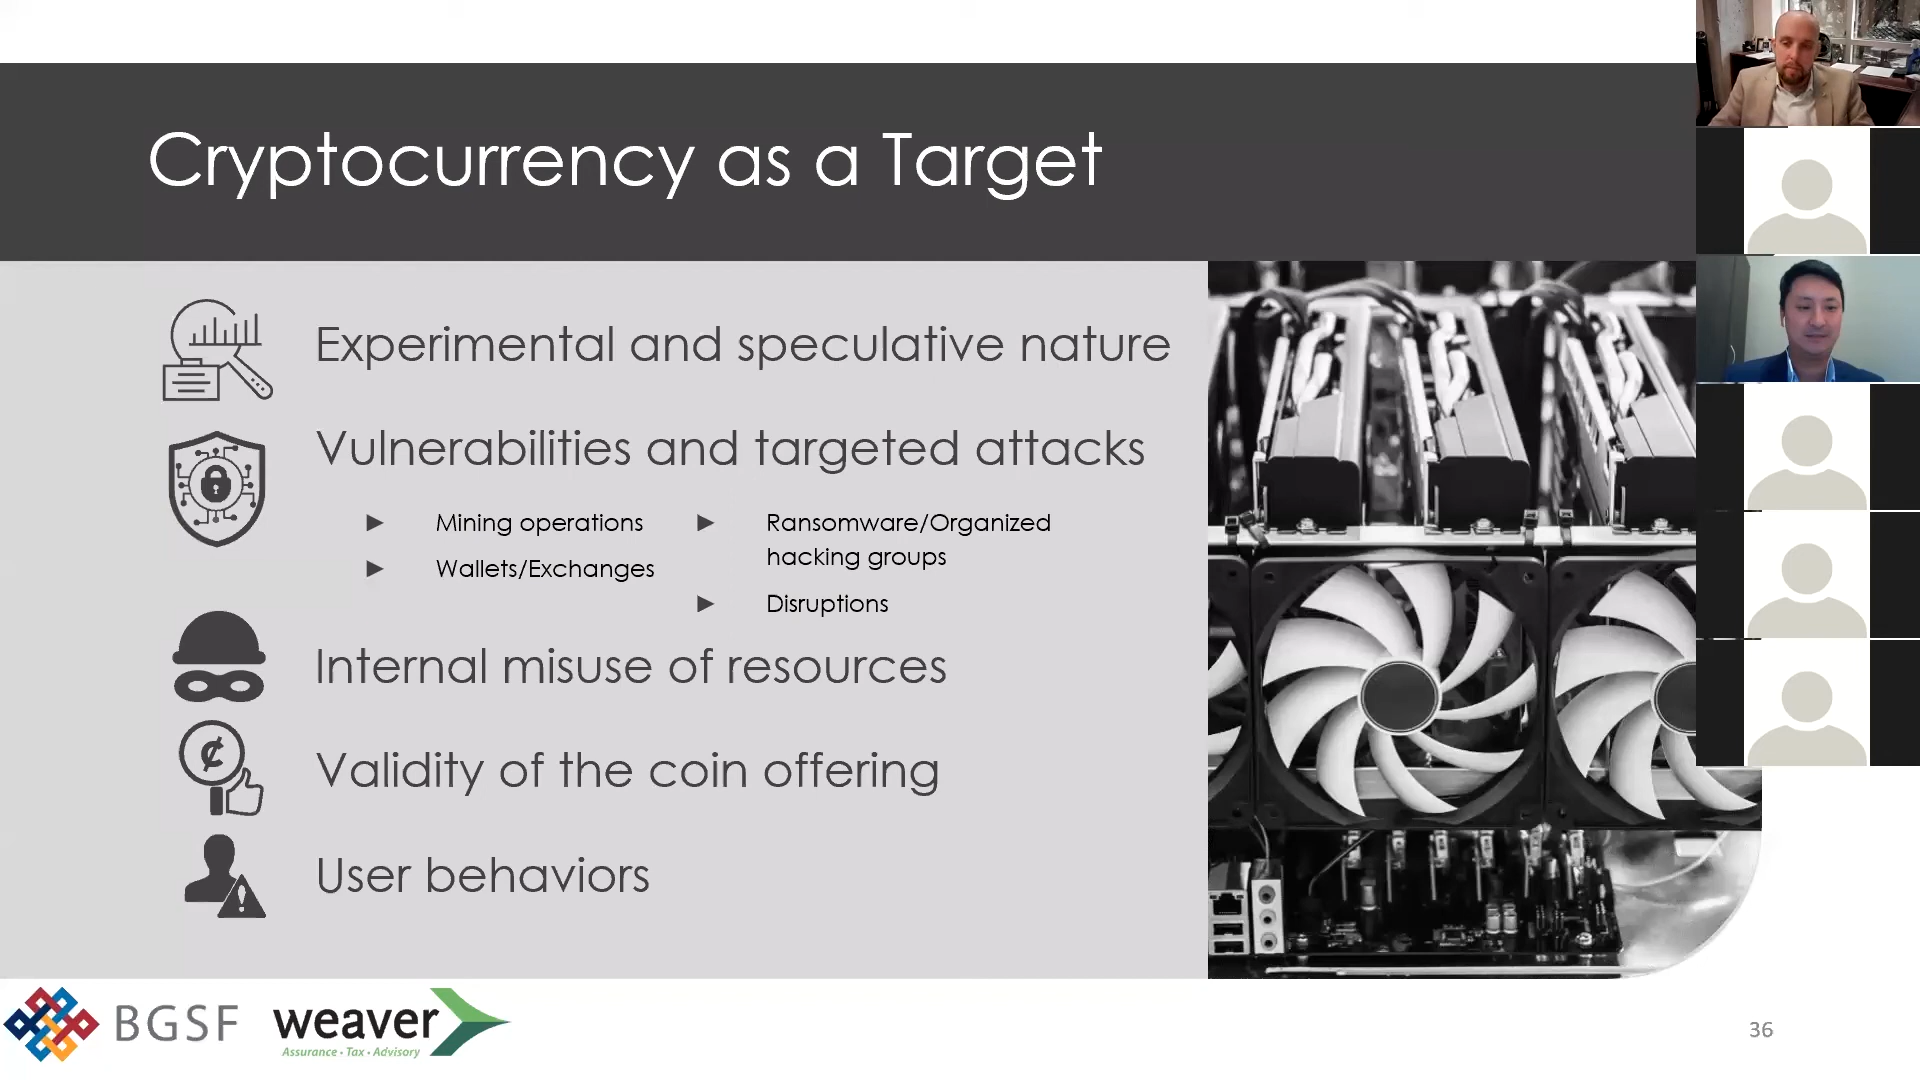 Cryptocurrency as a Target
Experimental and speculative nature
Vulnerabilities and targeted attacks
Mining operations
Wallets/Exchanges
Ransomware/Organized
hacking groups
Disruptions
Internal misuse of resources
Validity of the coin offering
User behaviors
BGSF
weaver
Assurance • Tax • Advisory
36